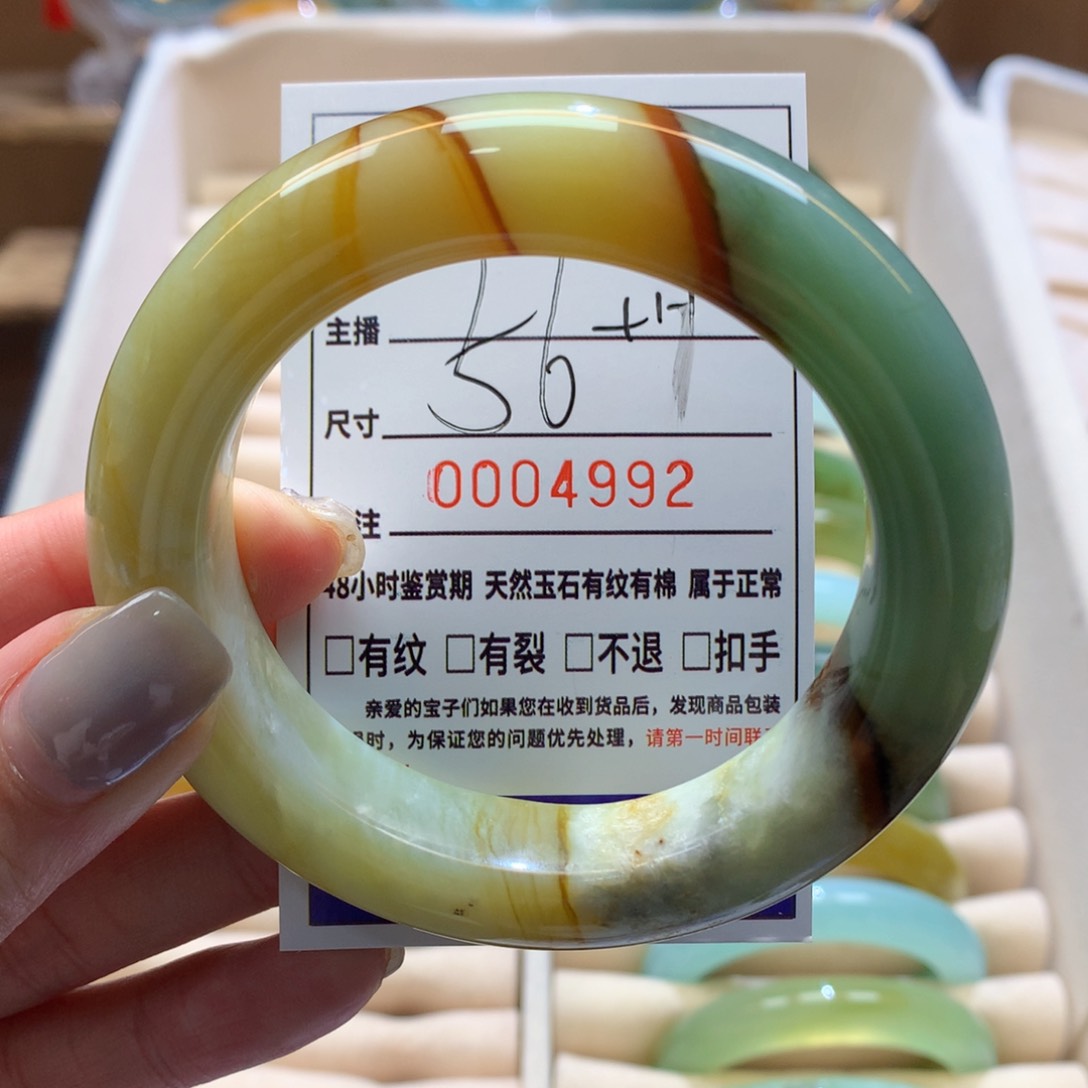 主播
尺寸 56 +4
0004992
注
48小时鉴赏期 天然玉石有纹有棉 属于正常
□有纹 □有裂 □不退 □扣手
亲爱的宝子们如果您在收到货品后，发现商品包装
时，为保证您的问题优先处理，请第一时间联